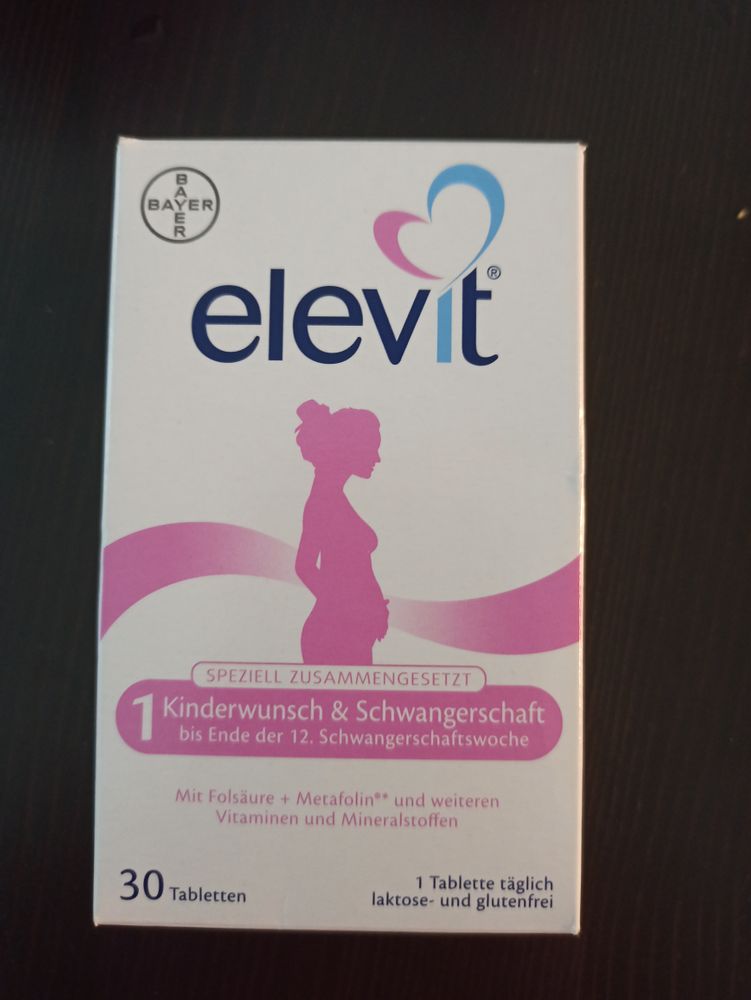 BAYER
BAYER
elevit®
SPEZIELL ZUSAMMENGESETZT
1 Kinderwunsch & Schwangerschaft
bis Ende der 12. Schwangerschaftswoche
Mit Folsäure + Metafolin®* und weiteren
Vitaminen und Mineralstoffen
30 Tabletten
1 Tablette täglich
laktose- und glutenfrei